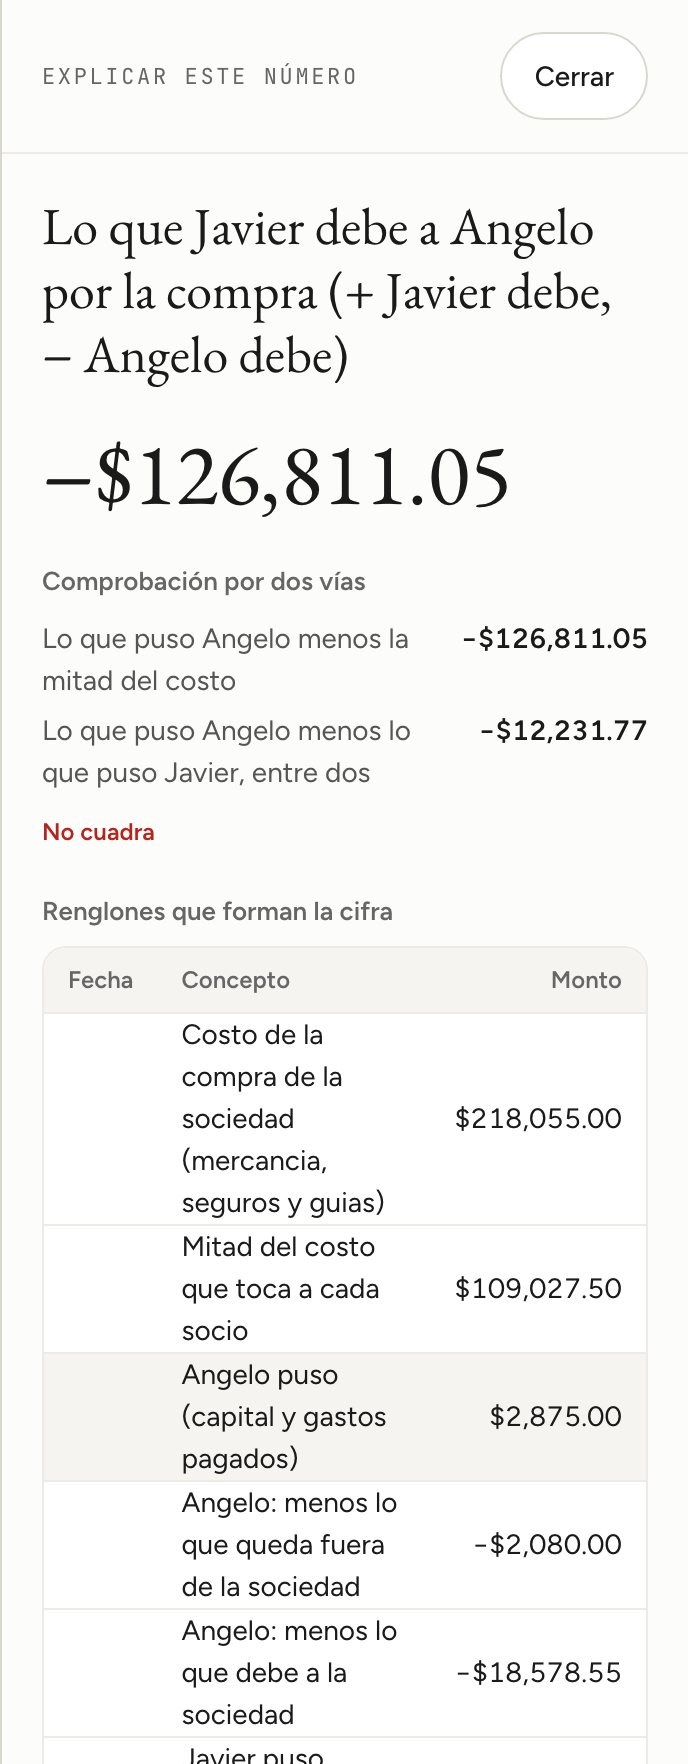 EXPLICAR ESTE NÚMERO
Cerrar
Lo que Javier debe a Angelo
por la compra (+ Javier debe,
− Angelo debe)
−$126,811.05
Comprobación por dos vías
Lo que puso Angelo menos la
mitad del costo
−$126,811.05
Lo que puso Angelo menos lo
que puso Javier, entre dos
−$12,231.77
No cuadra
Renglones que forman la cifra
Fecha Concepto Monto
Costo de la
compra de la
sociedad
(mercancia,
seguros y guias)
$218,055.00
Mitad del costo
que toca a cada
socio
$109,027.50
Angelo puso
(capital y gastos
pagados)
$2,875.00
Angelo: menos lo
que queda fuera
de la sociedad
−$2,080.00
Angelo: menos lo
que debe a la
sociedad
−$18,578.55
Javier puso